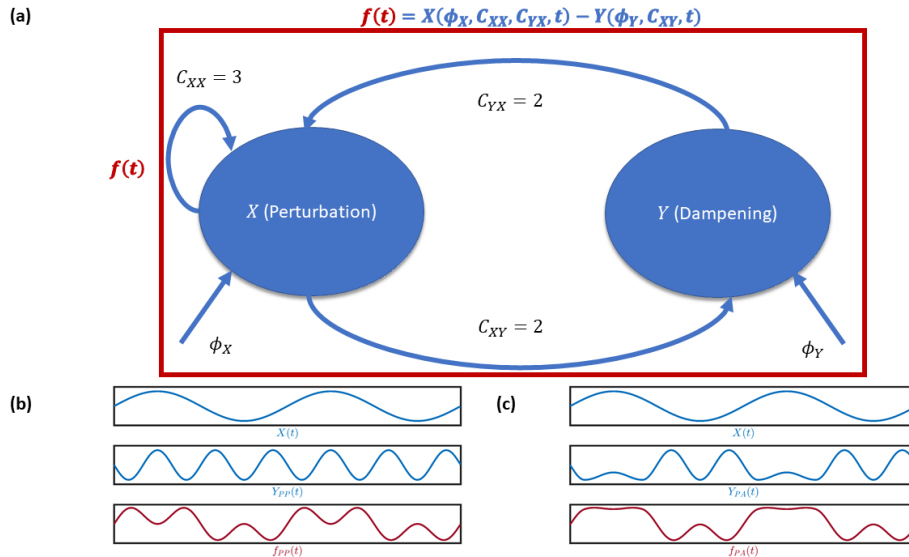 (a)
f(t) = X(ϕ_X, C_XX, C_YX, t) − Y(ϕ_Y, C_XY, t)
C_XX = 3
C_YX = 2
f(t)
X (Perturbation)
Y (Dampening)
C_XY = 2
ϕ_X
ϕ_Y
(b)
X(t)
Y_PP(t)
f_PP(t)
(c)
X(t)
Y_PA(t)
f_PA(t)